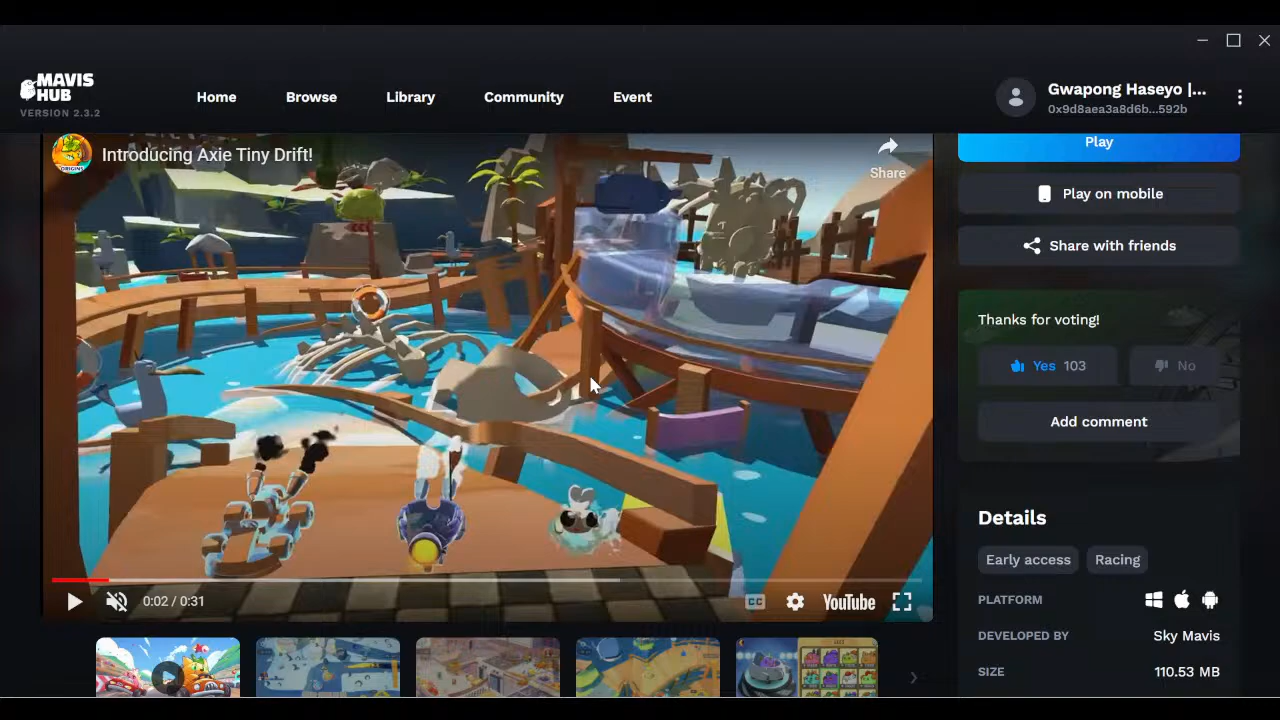 MAVIS
HUB
VERSION 2.3.2
Home
Browse
Library
Community
Event
Gwapong Haseyo |...
0x9d8aea3a8d6b...592b
ORIGINS
Introducing Axie Tiny Drift!
Share
0:02 / 0:31
CC
YouTube
Play
Play on mobile
Share with friends
Thanks for voting!
Yes 103
No
Add comment
Details
Early access
Racing
PLATFORM
DEVELOPED BY Sky Mavis
SIZE 110.53 MB